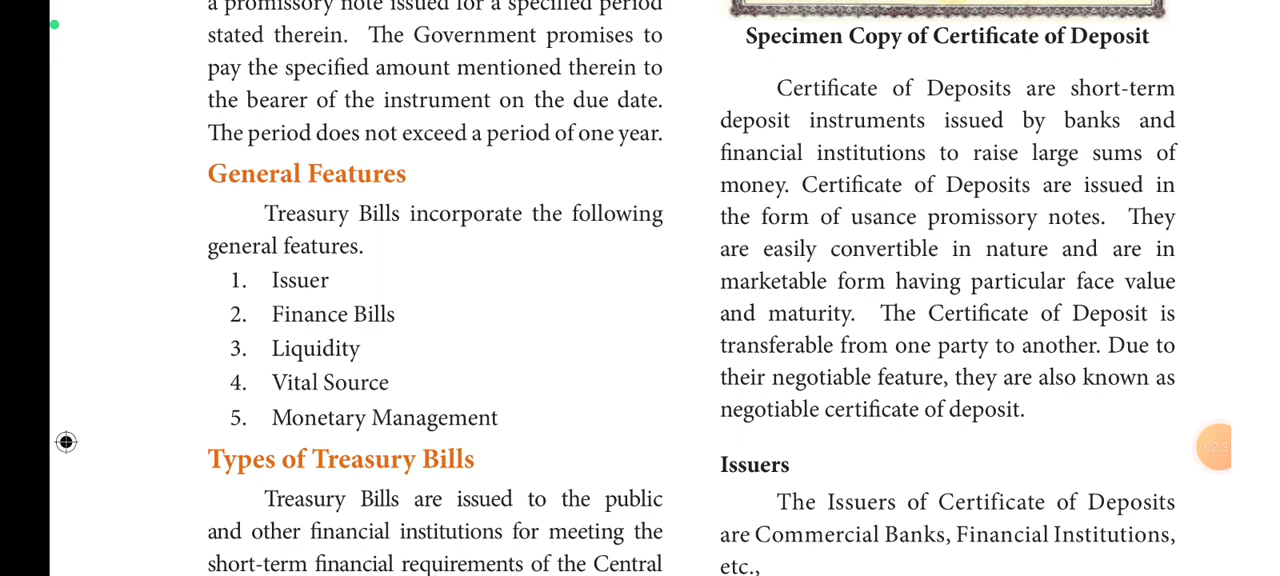 a promissory note issued for a specified period
stated therein. The Government promises to
pay the specified amount mentioned therein to
the bearer of the instrument on the due date.
The period does not exceed a period of one year.
General Features
Treasury Bills incorporate the following
general features.
1. Issuer
2. Finance Bills
3. Liquidity
4. Vital Source
5. Monetary Management
Types of Treasury Bills
Treasury Bills are issued to the public
and other financial institutions for meeting the
short-term financial requirements of the Central
Specimen Copy of Certificate of Deposit
Certificate of Deposits are short-term
deposit instruments issued by banks and
financial institutions to raise large sums of
money. Certificate of Deposits are issued in
the form of usance promissory notes. They
are easily convertible in nature and are in
marketable form having particular face value
and maturity. The Certificate of Deposit is
transferable from one party to another. Due to
their negotiable feature, they are also known as
negotiable certificate of deposit.
Issuers
The Issuers of Certificate of Deposits
are Commercial Banks, Financial Institutions,
etc.,